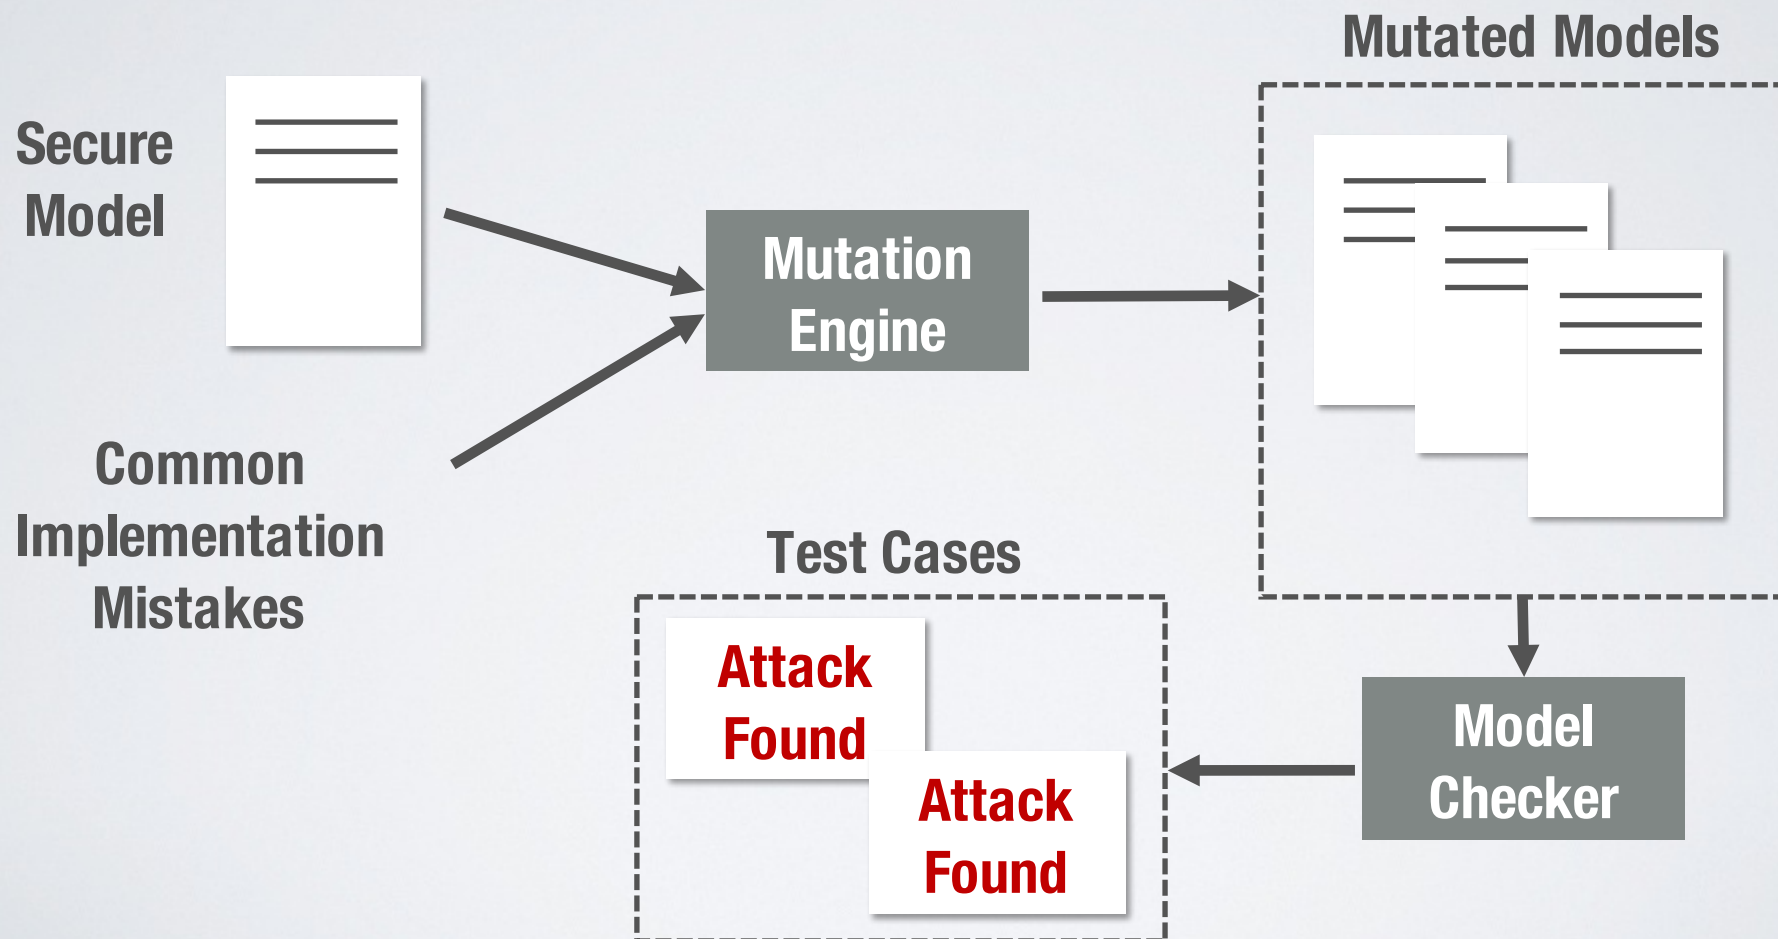 Mutated Models
Secure
Model
Mutation
Engine
Common
Implementation
Mistakes
Test Cases
Attack
Found
Attack
Found
Model
Checker